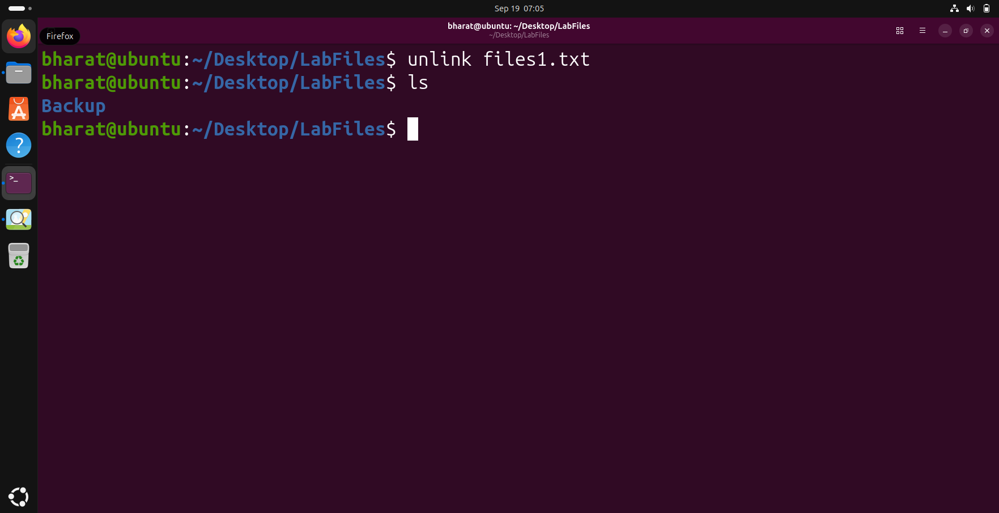 Sep 19 07:05
bharat@ubuntu: ~/Desktop/LabFiles
~/Desktop/LabFiles
Firefox
bharat@ubuntu:~/Desktop/LabFiles$ unlink files1.txt
bharat@ubuntu:~/Desktop/LabFiles$ ls
Backup
bharat@ubuntu:~/Desktop/LabFiles$